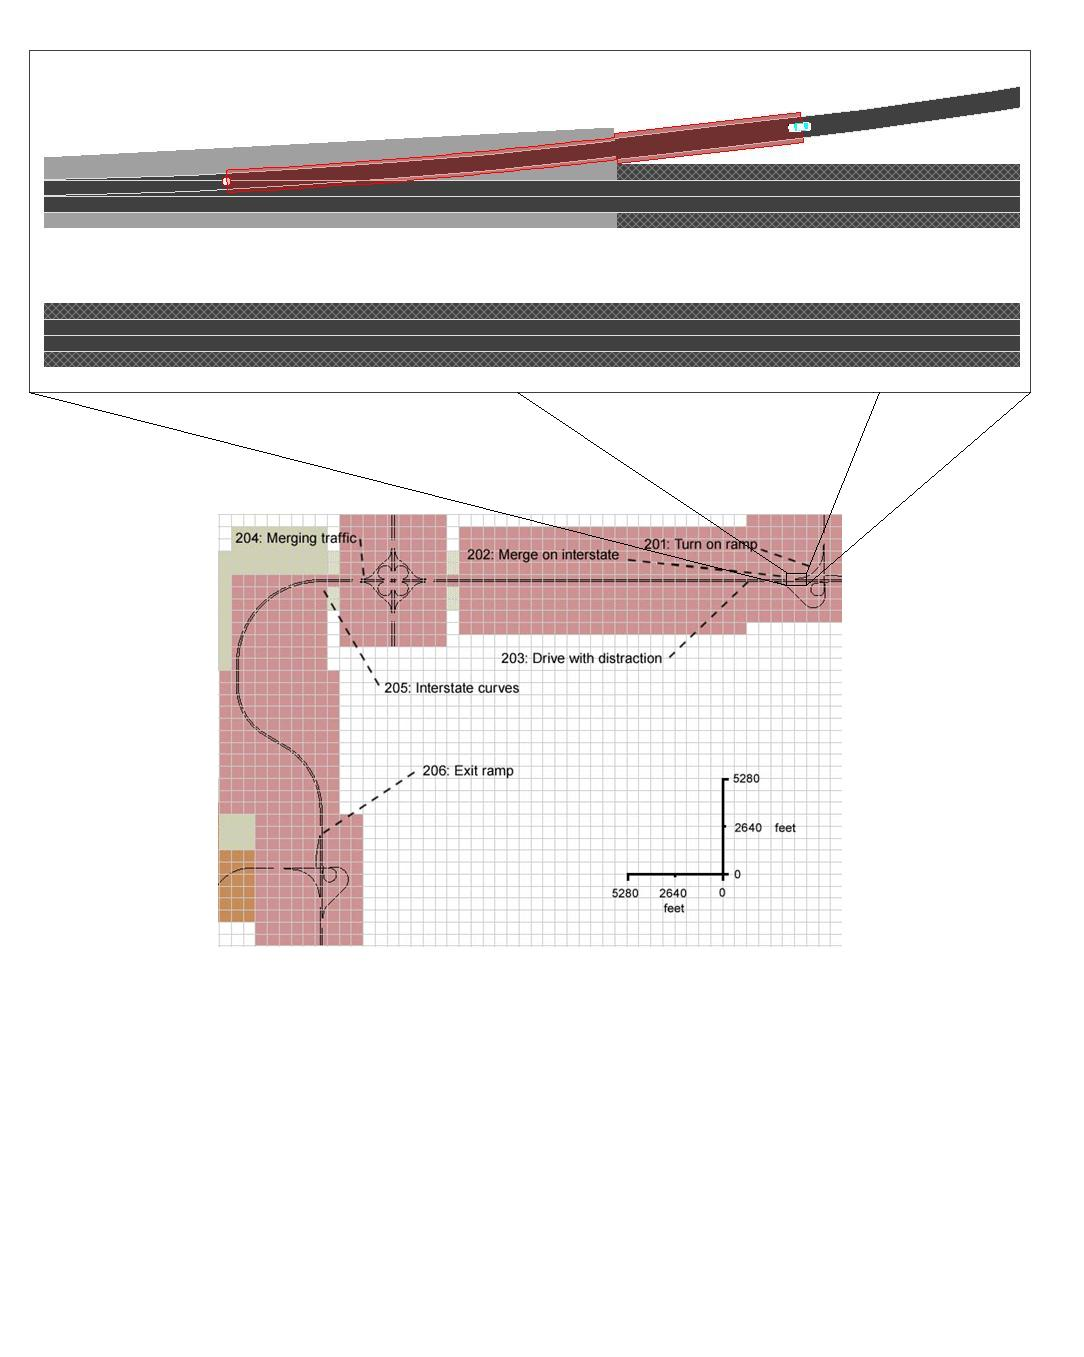 204: Merging traffic
201: Turn on ramp
202: Merge on interstate
203: Drive with distraction
205: Interstate curves
206: Exit ramp
5280
2640 feet
0
5280 2640 0
feet